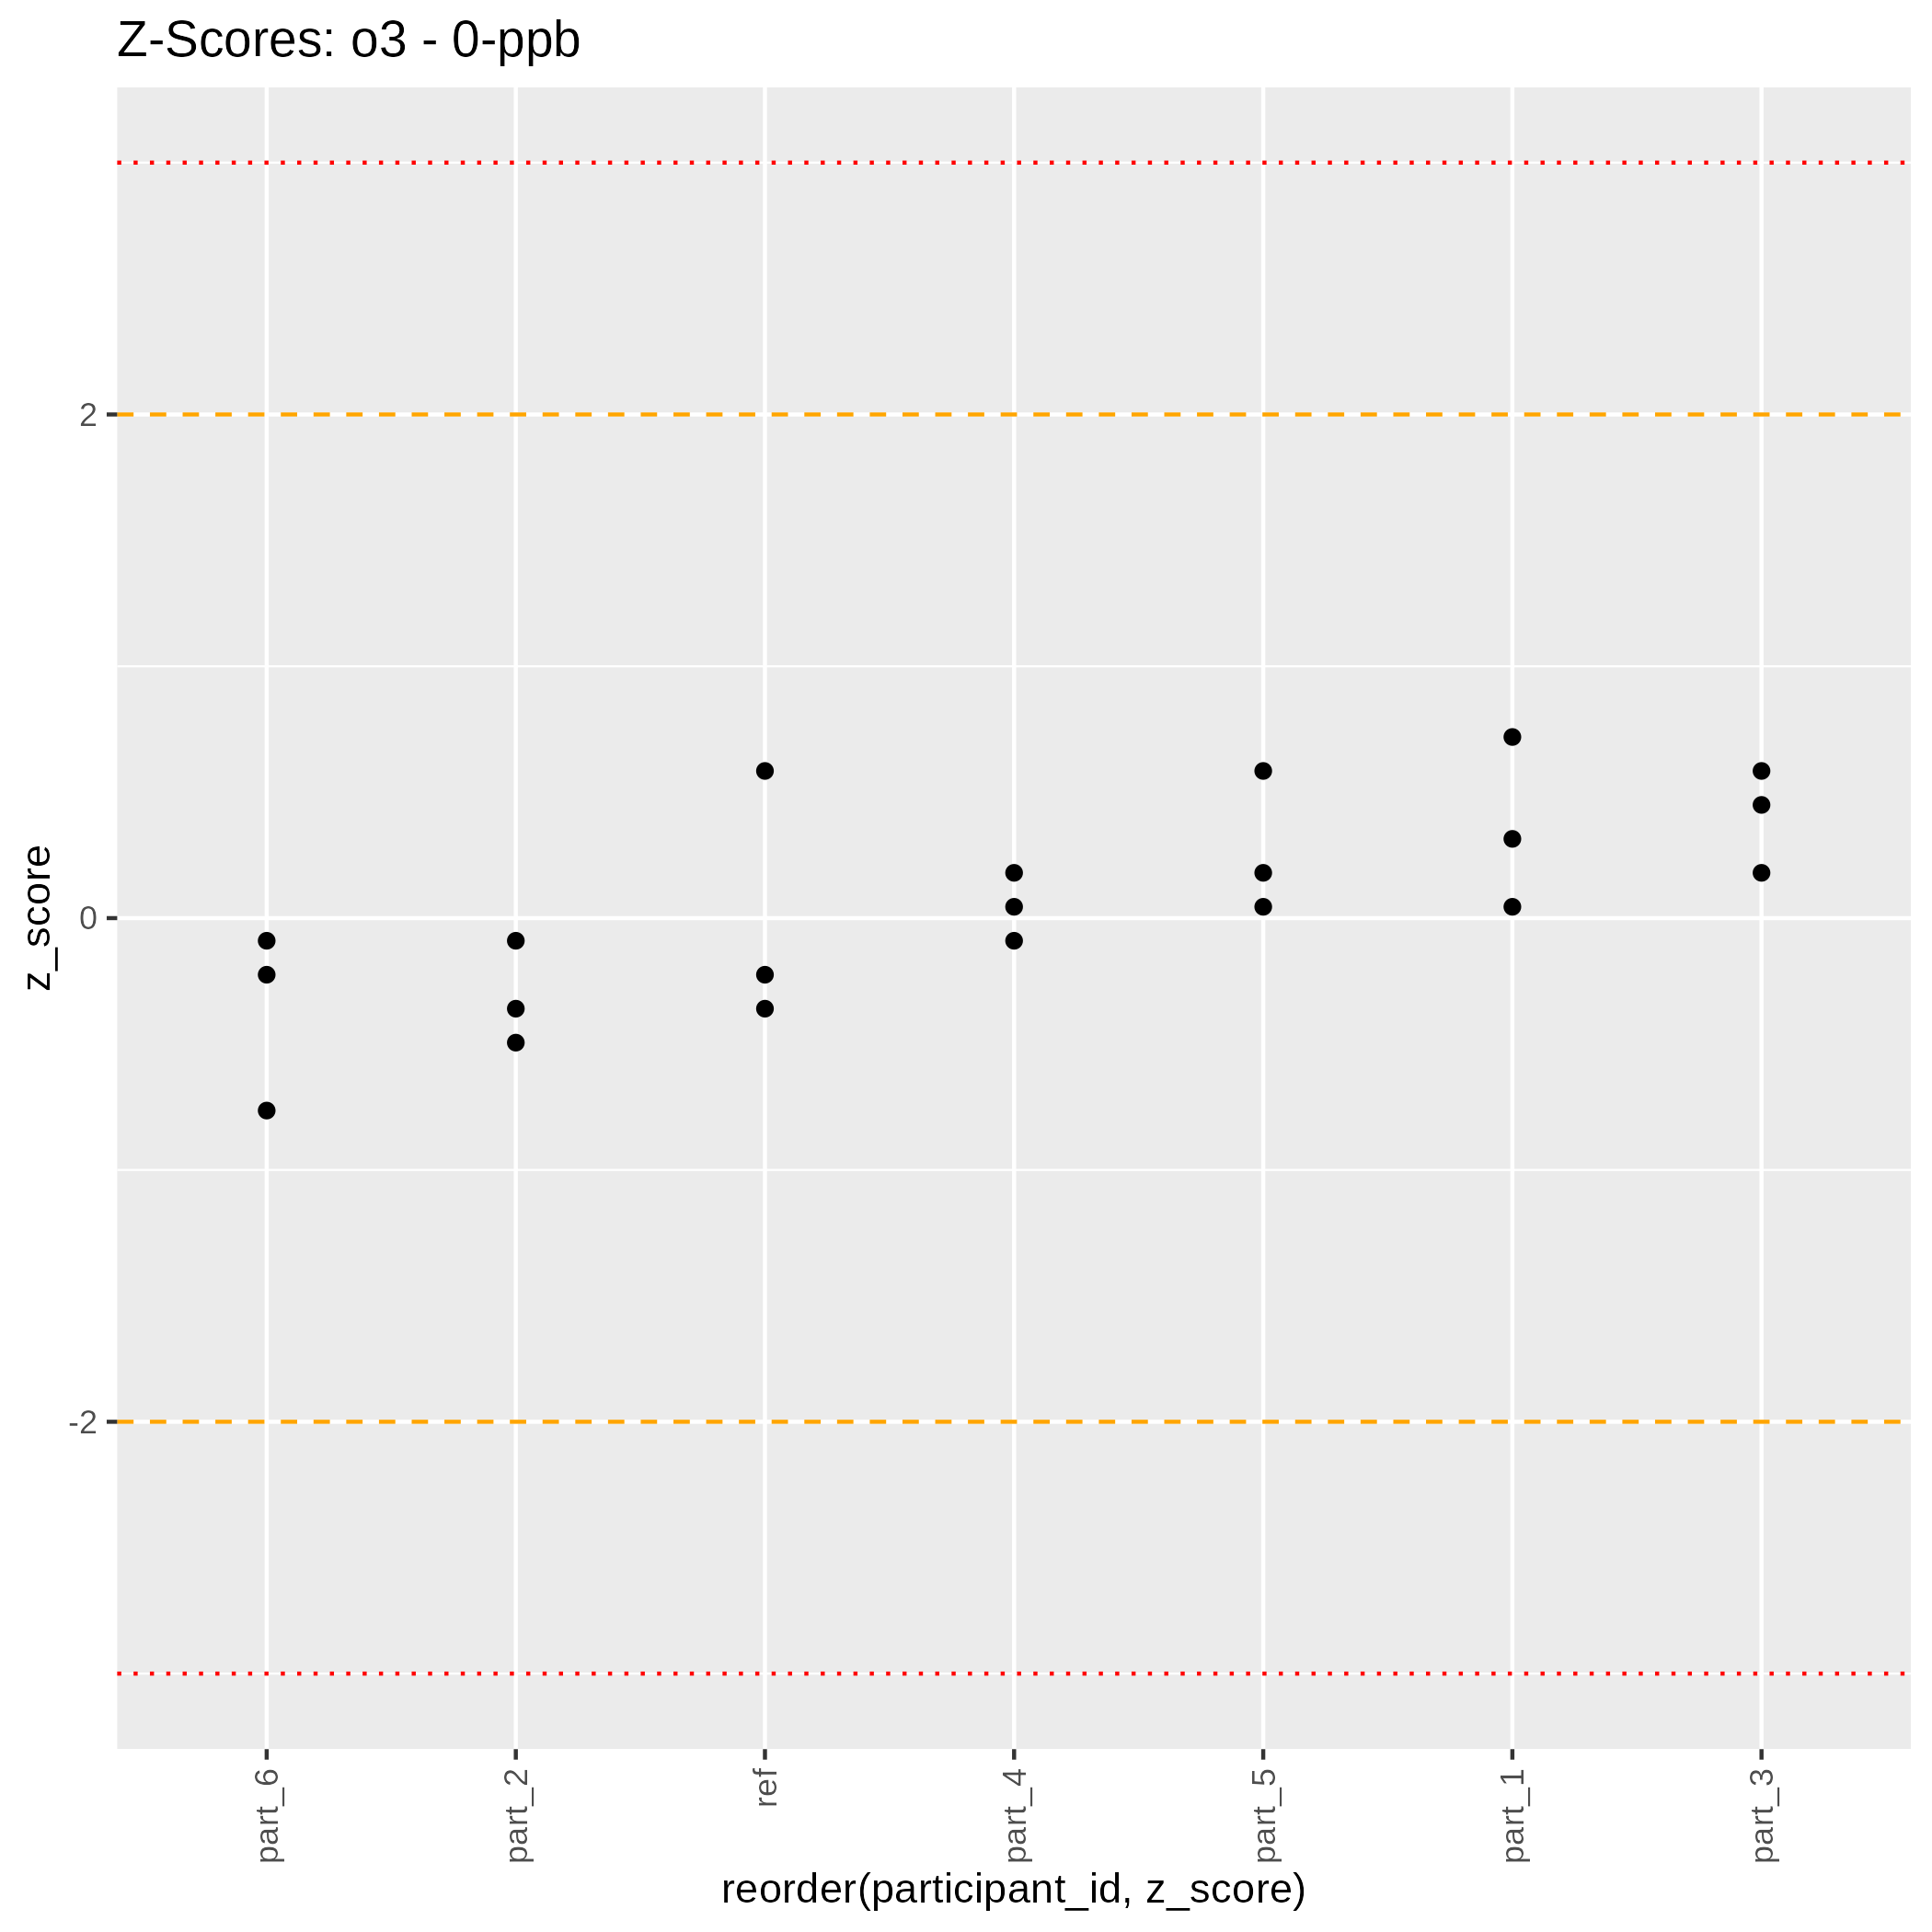 Z-Scores: o3 - 0-ppb
z_score
2
0
-2
part_6
part_2
ref
part_4
part_5
part_1
part_3
reorder(participant_id, z_score)